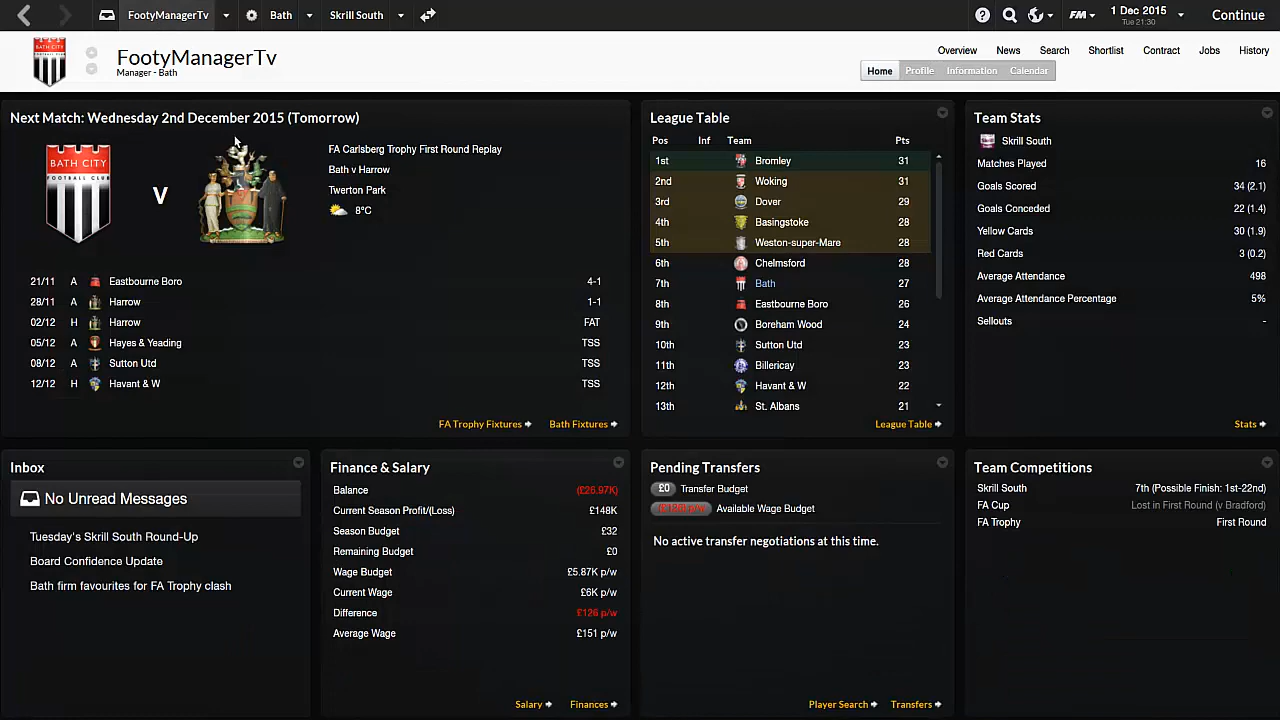 FootyManagerTv Bath Skrill South FM 1 Dec 2015 Tue 21:30 Continue
BATH CITY FOOTBALL CLUB
FootyManagerTv
Manager - Bath
Overview News Search Shortlist Contract Jobs History
Home Profile Information Calendar
Next Match: Wednesday 2nd December 2015 (Tomorrow)
BATH CITY
FOOTBALL CLUB
V
FA Carlsberg Trophy First Round Replay
Bath v Harrow
Twerton Park
8°C
21/11 A Eastbourne Boro 4-1
28/11 A Harrow 1-1
02/12 H Harrow FAT
05/12 A Hayes & Yeading TSS
08/12 A Sutton Utd TSS
12/12 H Havant & W TSS
FA Trophy Fixtures Bath Fixtures
League Table
Pos Inf Team Pts
1st Bromley 31
2nd Woking 31
3rd Dover 29
4th Basingstoke 28
5th Weston-super-Mare 28
6th Chelmsford 28
7th Bath 27
8th Eastbourne Boro 26
9th Boreham Wood 24
10th Sutton Utd 23
11th Billericay 23
12th Havant & W 22
13th St. Albans 21
League Table
Team Stats
Skrill South
Matches Played 16
Goals Scored 34 (2.1)
Goals Conceded 22 (1.4)
Yellow Cards 30 (1.9)
Red Cards 3 (0.2)
Average Attendance 498
Average Attendance Percentage 5%
Sellouts -
Stats
Inbox
No Unread Messages
Tuesday's Skrill South Round-Up
Board Confidence Update
Bath firm favourites for FA Trophy clash
Finance & Salary
Balance (£26.97K)
Current Season Profit/(Loss) £148K
Season Budget £32
Remaining Budget £0
Wage Budget £5.87K p/w
Current Wage £6K p/w
Difference £126 p/w
Average Wage £151 p/w
Salary Finances
Pending Transfers
£0 Transfer Budget
Available Wage Budget
No active transfer negotiations at this time.
Player Search Transfers
Team Competitions
Skrill South 7th (Possible Finish: 1st-22nd)
FA Cup Lost in First Round (v Bradford)
FA Trophy First Round